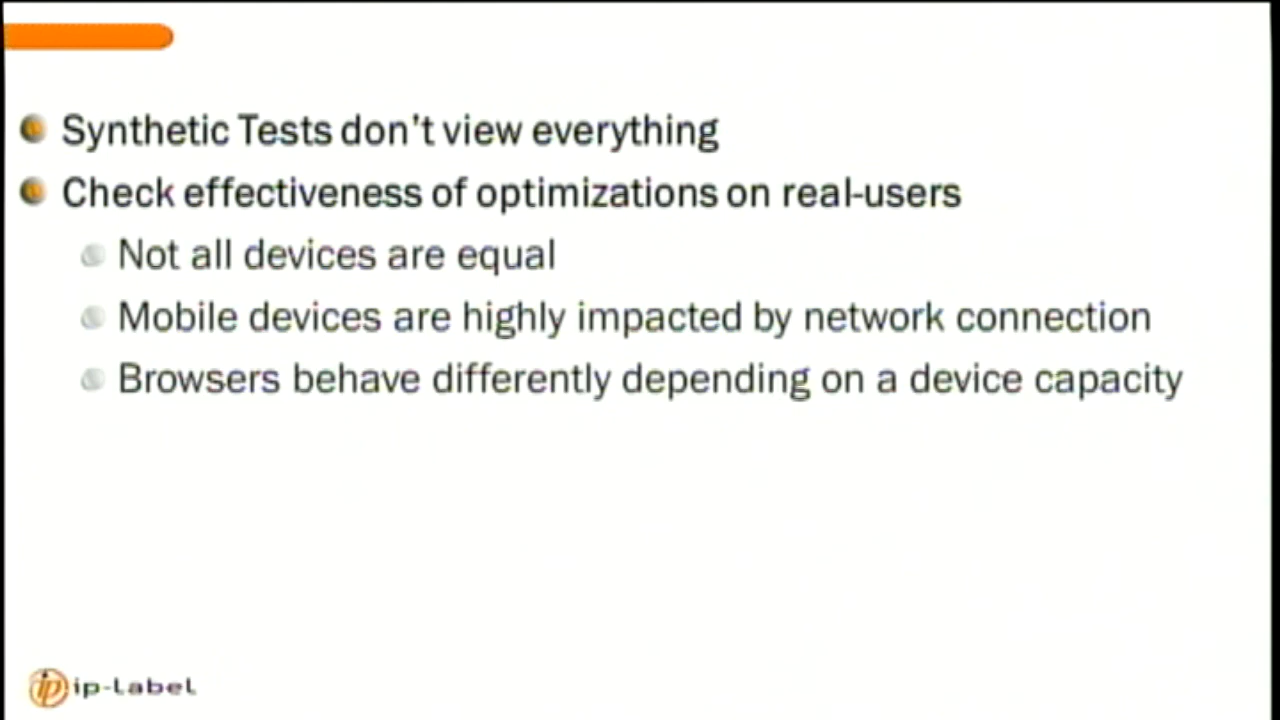 Synthetic Tests don't view everything
Check effectiveness of optimizations on real-users
Not all devices are equal
Mobile devices are highly impacted by network connection
Browsers behave differently depending on a device capacity
ip ip-label